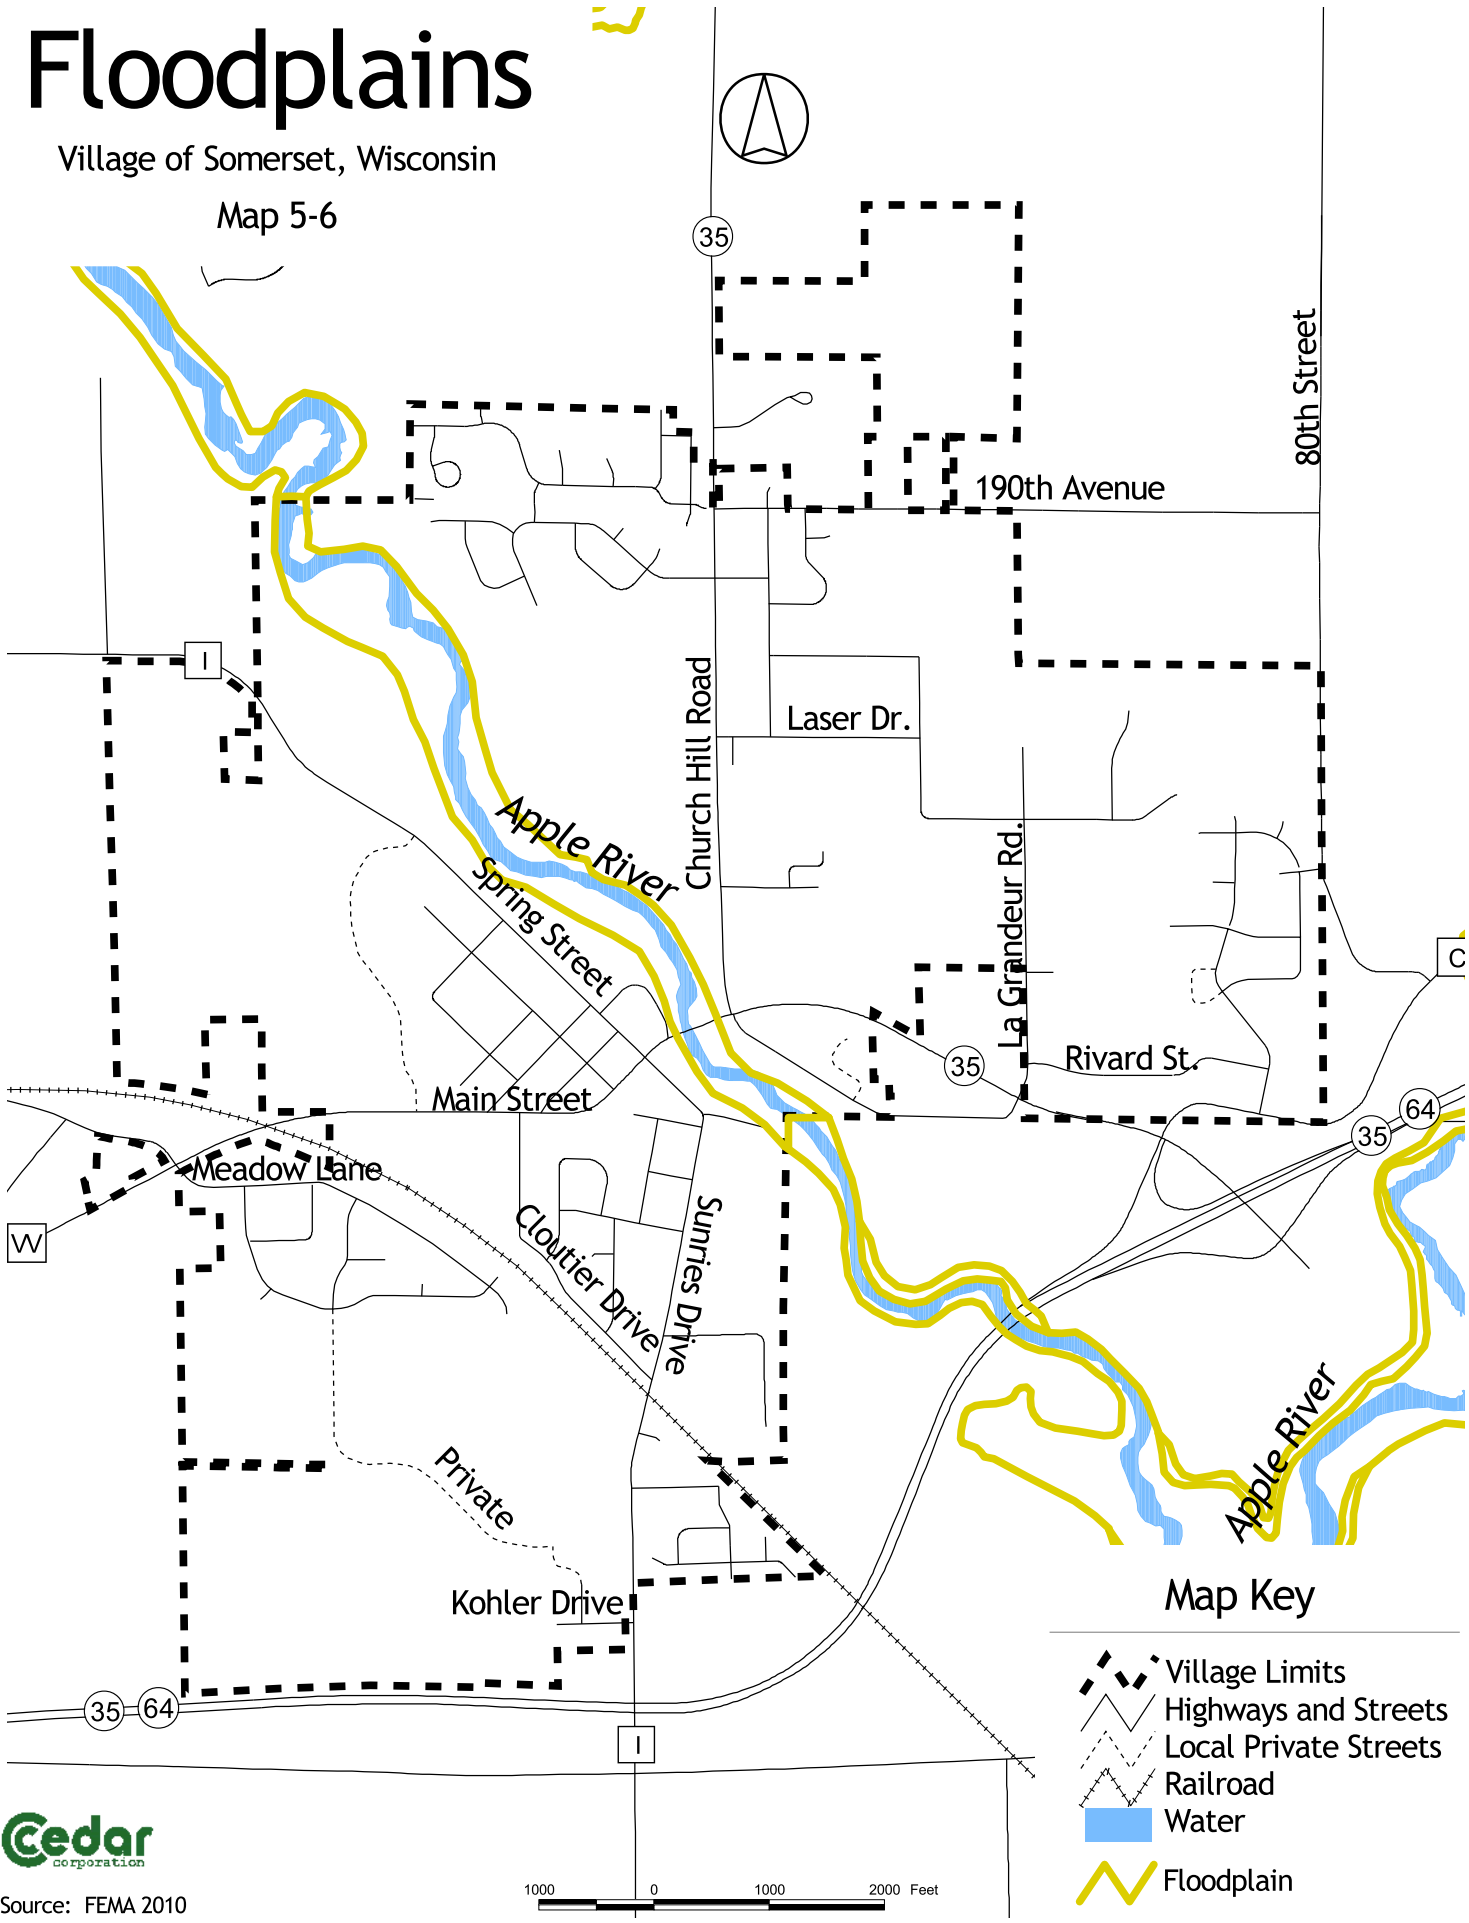 Floodplains
Village of Somerset, Wisconsin
Map 5-6
35
80th Street
190th Avenue
I
Church Hill Road
Laser Dr.
Apple River
Spring Street
La Grandeur Rd.
C
35
Rivard St.
Main Street
64
35
Meadow Lane
W
Cloutier Drive
Sunries Drive
Apple River
Private
Kohler Drive
35
64
I
Map Key
Village Limits
Highways and Streets
Local Private Streets
Railroad
Water
Floodplain
Cedar
corporation
Source: FEMA 2010
1000 0 1000 2000 Feet